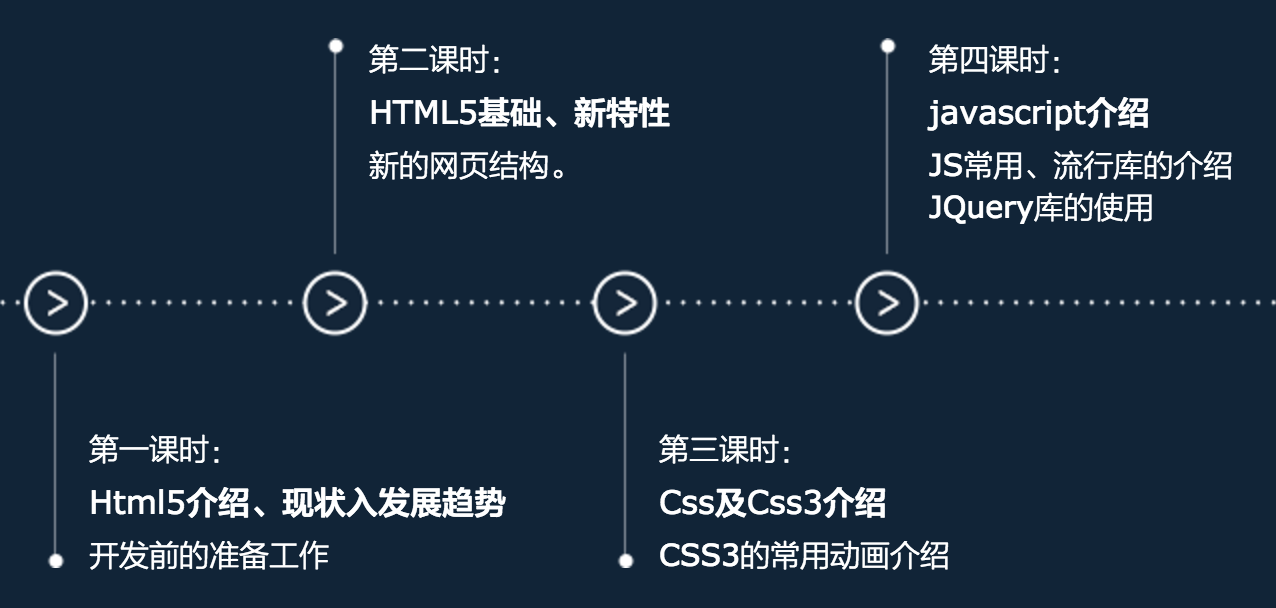 第二课时：
HTML5基础、新特性
新的网页结构。
第四课时：
javascript介绍
JS常用、流行库的介绍
JQuery库的使用
第一课时：
Html5介绍、现状入发展趋势
开发前的准备工作
第三课时：
Css及Css3介绍
CSS3的常用动画介绍